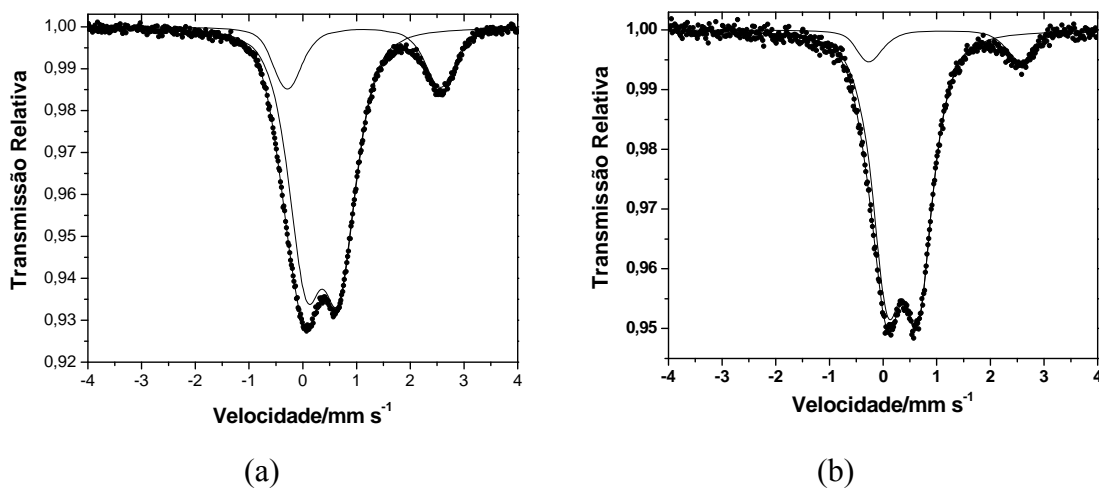 1,00
0,99
0,98
0,97
0,96
0,95
0,94
0,93
0,92
Transmissão Relativa
-4 -3 -2 -1 0 1 2 3 4
Velocidade/mm s⁻¹
(a)
1,00
0,99
0,98
0,97
0,96
0,95
Transmissão Relativa
-4 -3 -2 -1 0 1 2 3 4
Velocidade/mm s⁻¹
(b)